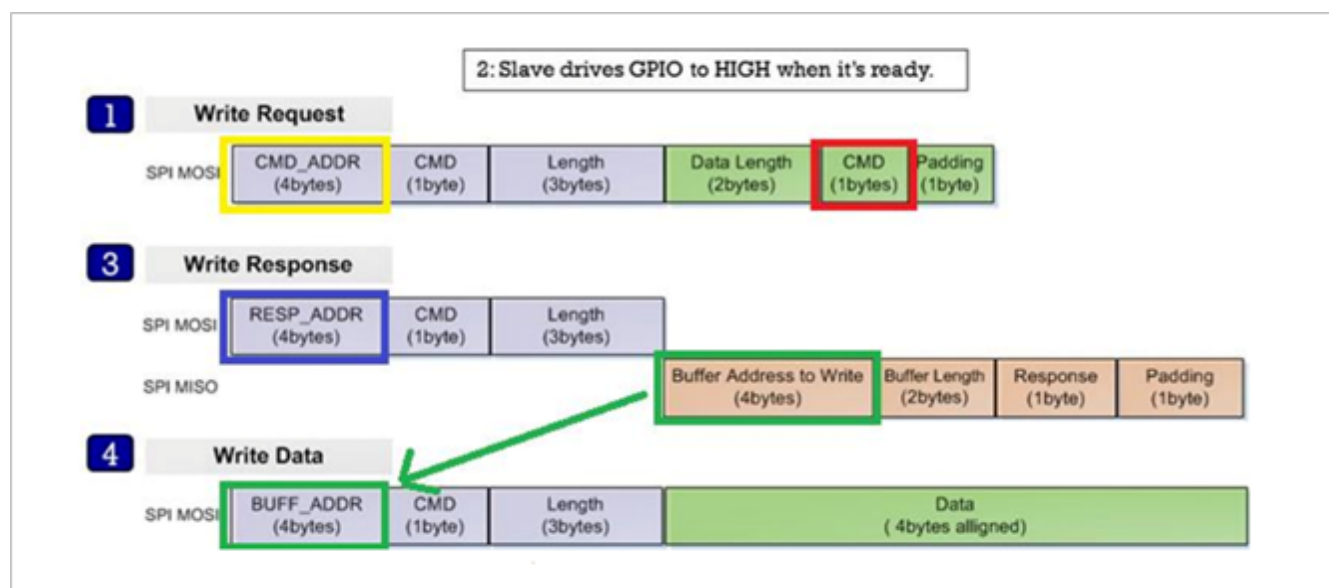 2: Slave drives GPIO to HIGH when it's ready.
1 Write Request
SPI MOSI CMD_ADDR CMD Length Data Length CMD Padding
(4bytes) (1byte) (3bytes) (2bytes) (1bytes) (1byte)
3 Write Response
SPI MOSI RESP_ADDR CMD Length
(4bytes) (1byte) (3bytes)
SPI MISO Buffer Address to Write Buffer Length Response Padding
(4bytes) (2bytes) (1byte) (1byte)
4 Write Data
SPI MOSI BUFF_ADDR CMD Length Data
(4bytes) (1byte) (3bytes) ( 4bytes alligned)